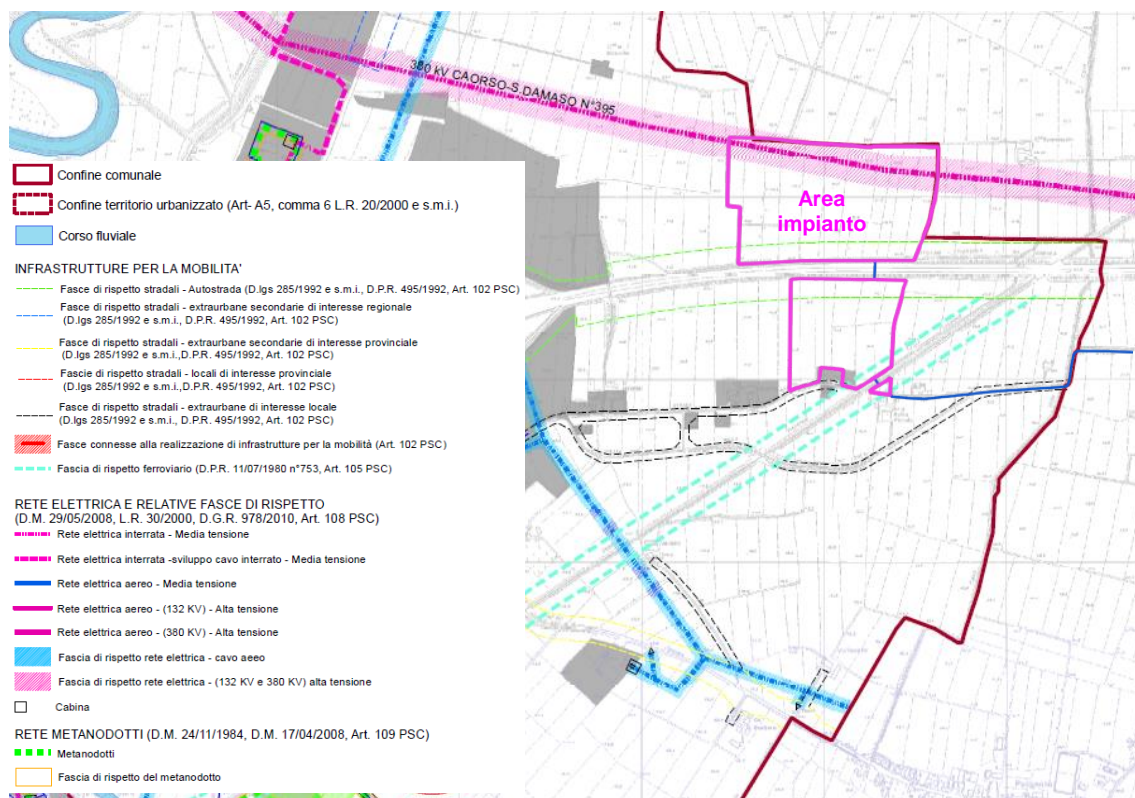 380 KV CAORSO-S.DAMASO N°395
Area
impianto
Confine comunale
Confine territorio urbanizzato (Art- A5, comma 6 L.R. 20/2000 e s.m.i.)
Corso fluviale
INFRASTRUTTURE PER LA MOBILITA'
Fasce di rispetto stradali - Autostrada (D.lgs 285/1992 e s.m.i., D.P.R. 495/1992, Art. 102 PSC)
Fasce di rispetto stradali - extraurbane secondarie di interesse regionale
(D.lgs 285/1992 e s.m.i., D.P.R. 495/1992, Art. 102 PSC)
Fasce di rispetto stradali - extraurbane secondarie di interesse provinciale
(D.lgs 285/1992 e s.m.i.,D.P.R. 495/1992, Art. 102 PSC)
Fascie di rispetto stradali - locali di interesse provinciale
(D.lgs 285/1992 e s.m.i.,D.P.R. 495/1992, Art. 102 PSC)
Fasce di rispetto stradali - extraurbane di interesse locale
(D.lgs 285/1992 e s.m.i., D.P.R. 495/1992, Art. 102 PSC)
Fasce connesse alla realizzazione di infrastrutture per la mobilità (Art. 102 PSC)
Fascia di rispetto ferroviario (D.P.R. 11/07/1980 n°753, Art. 105 PSC)
RETE ELETTRICA E RELATIVE FASCE DI RISPETTO
(D.M. 29/05/2008, L.R. 30/2000, D.G.R. 978/2010, Art. 108 PSC)
Rete elettrica interrata - Media tensione
Rete elettrica interrata -sviluppo cavo interrato - Media tensione
Rete elettrica aereo - Media tensione
Rete elettrica aereo - (132 KV) - Alta tensione
Rete elettrica aereo - (380 KV) - Alta tensione
Fascia di rispetto rete elettrica - cavo aeeo
Fascia di rispetto rete elettrica - (132 KV e 380 KV) alta tensione
Cabina
RETE METANODOTTI (D.M. 24/11/1984, D.M. 17/04/2008, Art. 109 PSC)
Metanodotti
Fascia di rispetto del metanodotto